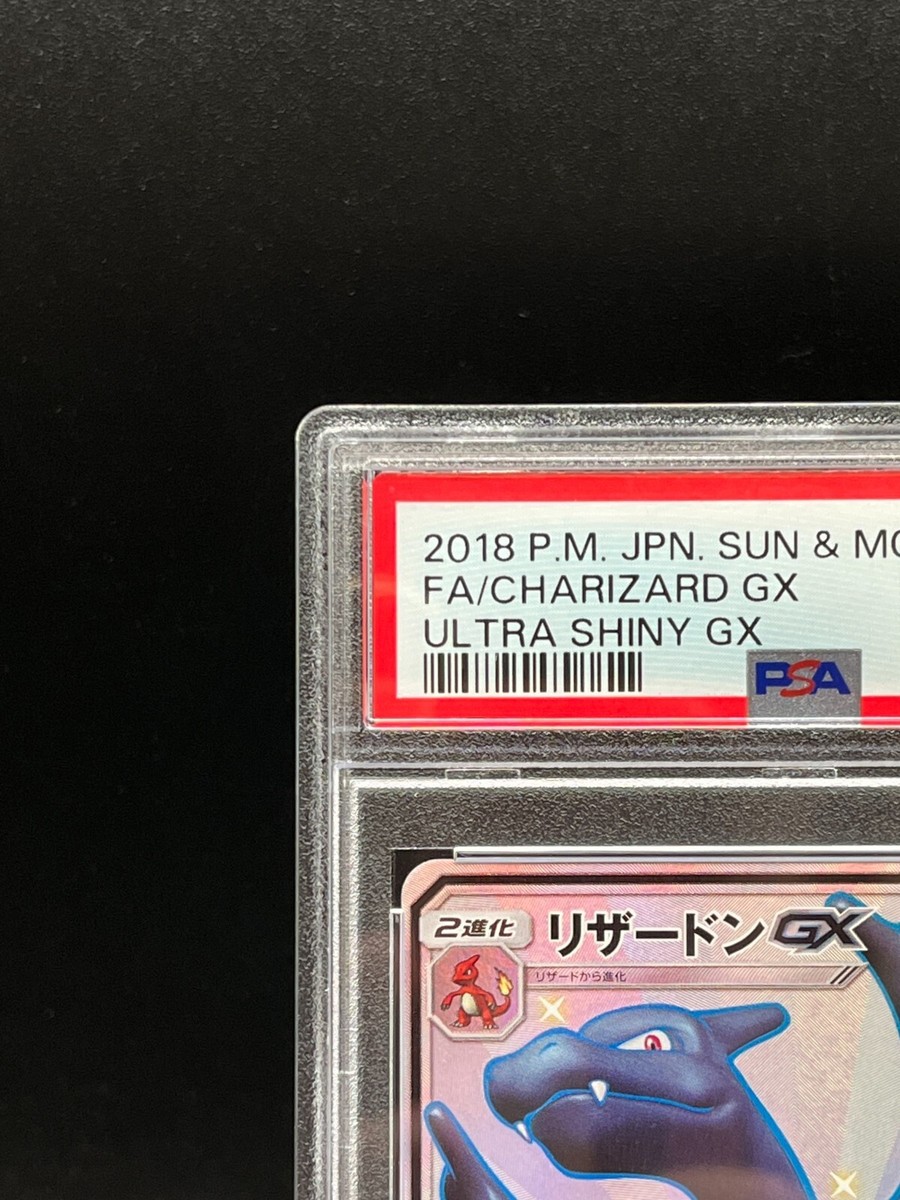 2018 P.M. JPN. SUN & MO
FA/CHARIZARD GX
ULTRA SHINY GX
PSA
2進化
リザードンGX
リザードから進化